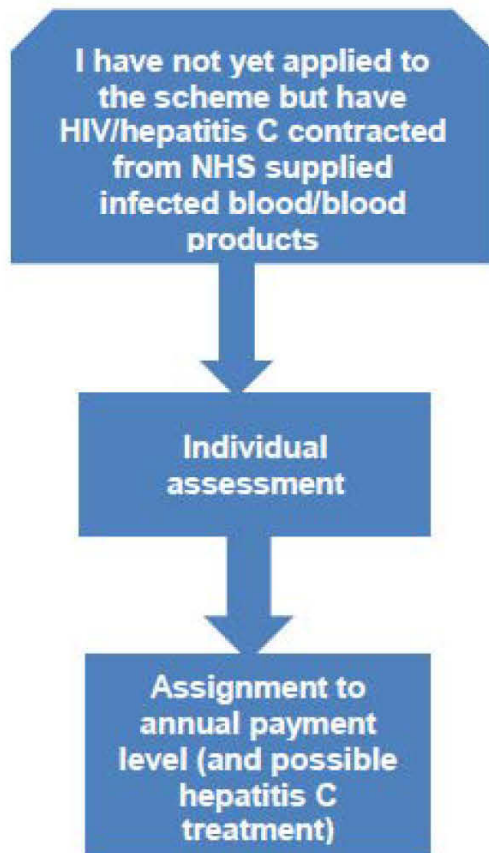 I have not yet applied to
the scheme but have
HIV/hepatitis C contracted
from NHS supplied
infected blood/blood
products
Individual
assessment
Assignment to
annual payment
level (and possible
hepatitis C
treatment)